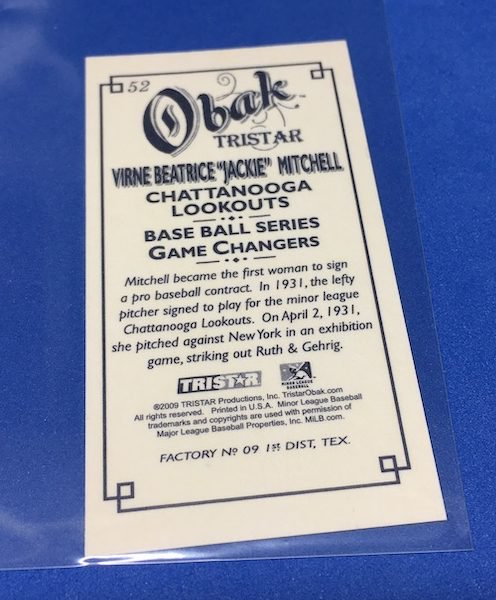 52
Obak™
TRISTAR
VIRNE BEATRICE "JACKIE" MITCHELL
CHATTANOOGA
LOOKOUTS
BASE BALL SERIES
GAME CHANGERS
Mitchell became the first woman to sign
a pro baseball contract. In 1931, the lefty
pitcher signed to play for the minor league
Chattanooga Lookouts. On April 2, 1931,
she pitched against New York in an exhibition
game, striking out Ruth & Gehrig.
TRISTAR
MINOR LEAGUE
BASEBALL
©2009 TRISTAR Productions, Inc. TristarObak.com
All rights reserved. Printed in U.S.A. Minor League Baseball
trademarks and copyrights are used with permission of
Major League Baseball Properties, Inc. MiLB.com.
FACTORY Nº 09 1st DIST, TEX.